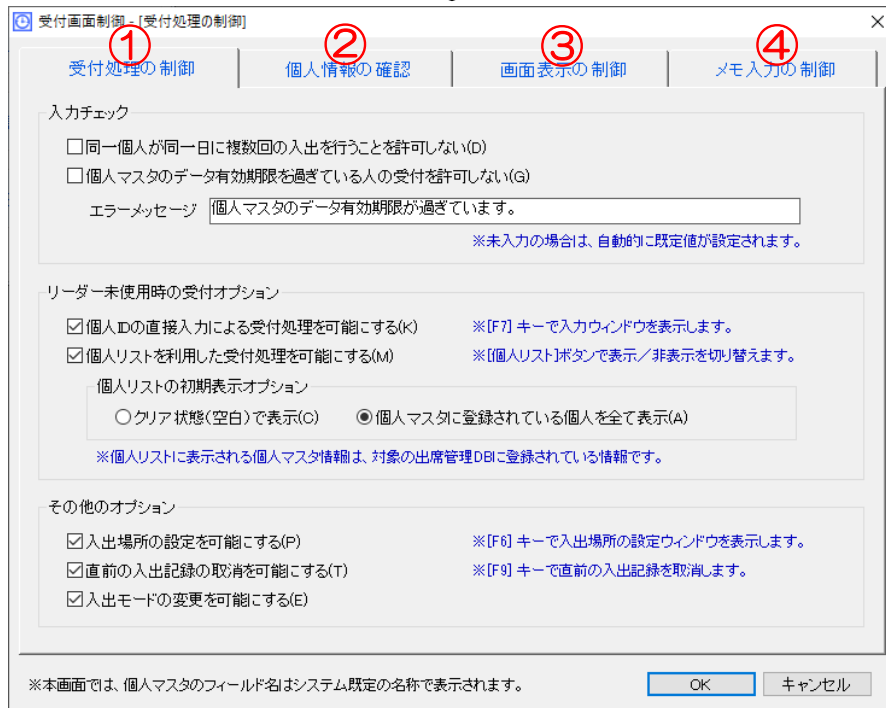 受付画面制御 - [受付処理の制御]
① ② ③ ④
受付処理の制御 個人情報の確認 画面表示の制御 メモ入力の制御
入力チェック
同一個人が同一日に複数回の入出を行うことを許可しない(D)
個人マスタのデータ有効期限を過ぎている人の受付を許可しない(G)
エラーメッセージ 個人マスタのデータ有効期限が過ぎています。
※未入力の場合は、自動的に既定値が設定されます。
リーダー未使用時の受付オプション
個人IDの直接入力による受付処理を可能にする(K) ※[F7] キーで入力ウィンドウを表示します。
個人リストを利用した受付処理を可能にする(M) ※[個人リスト]ボタンで表示／非表示を切り替えます。
個人リストの初期表示オプション
クリア状態(空白)で表示(C) 個人マスタに登録されている個人を全て表示(A)
※個人リストに表示される個人マスタ情報は、対象の出席管理DBに登録されている情報です。
その他のオプション
入出場所の設定を可能にする(P) ※[F6] キーで入出場所の設定ウィンドウを表示します。
直前の入出記録の取消を可能にする(T) ※[F9] キーで直前の入出記録を取消します。
入出モードの変更を可能にする(E)
※本画面では、個人マスタのフィールド名はシステム既定の名称で表示されます。 OK キャンセル